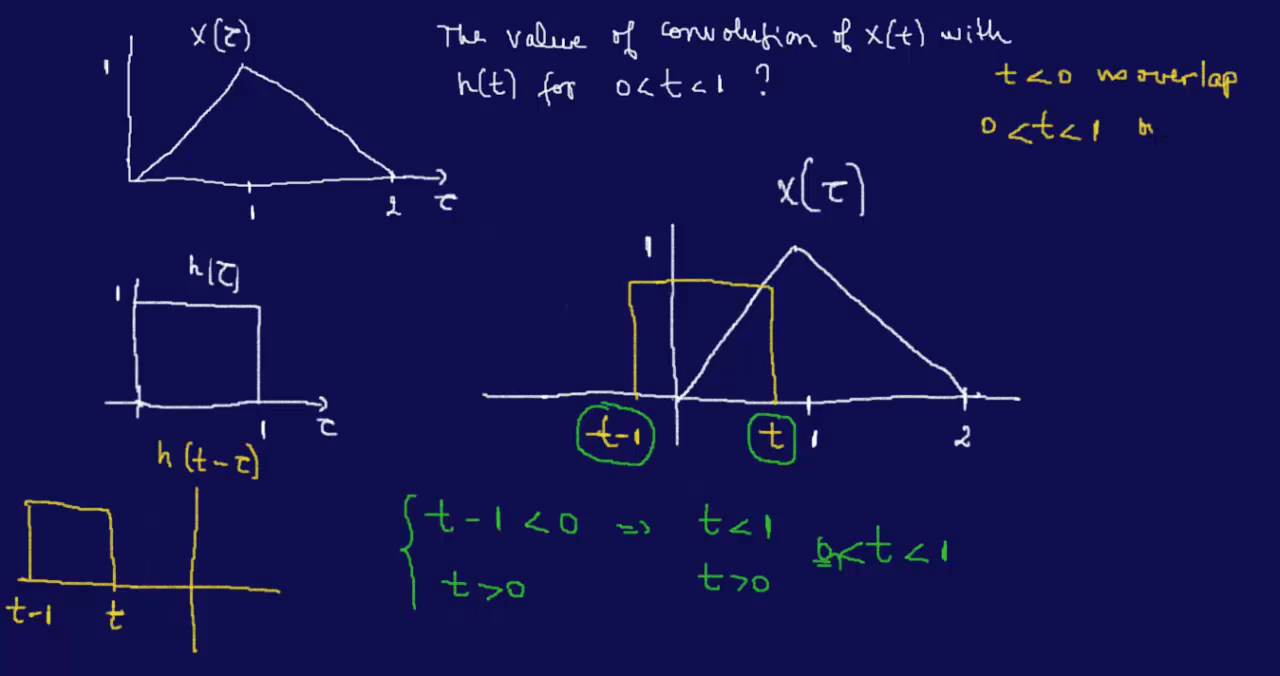 x(τ)
1
1
2
τ
The value of convolution of x(t) with
h(t) for 0<t<1 ?
t<0 no overlap
0<t<1
h(τ)
1
1
τ
x(τ)
1
t-1
t
1
2
h(t-τ)
t-1
t
t-1<0 => t<1
t>0 t>0
0<t<1